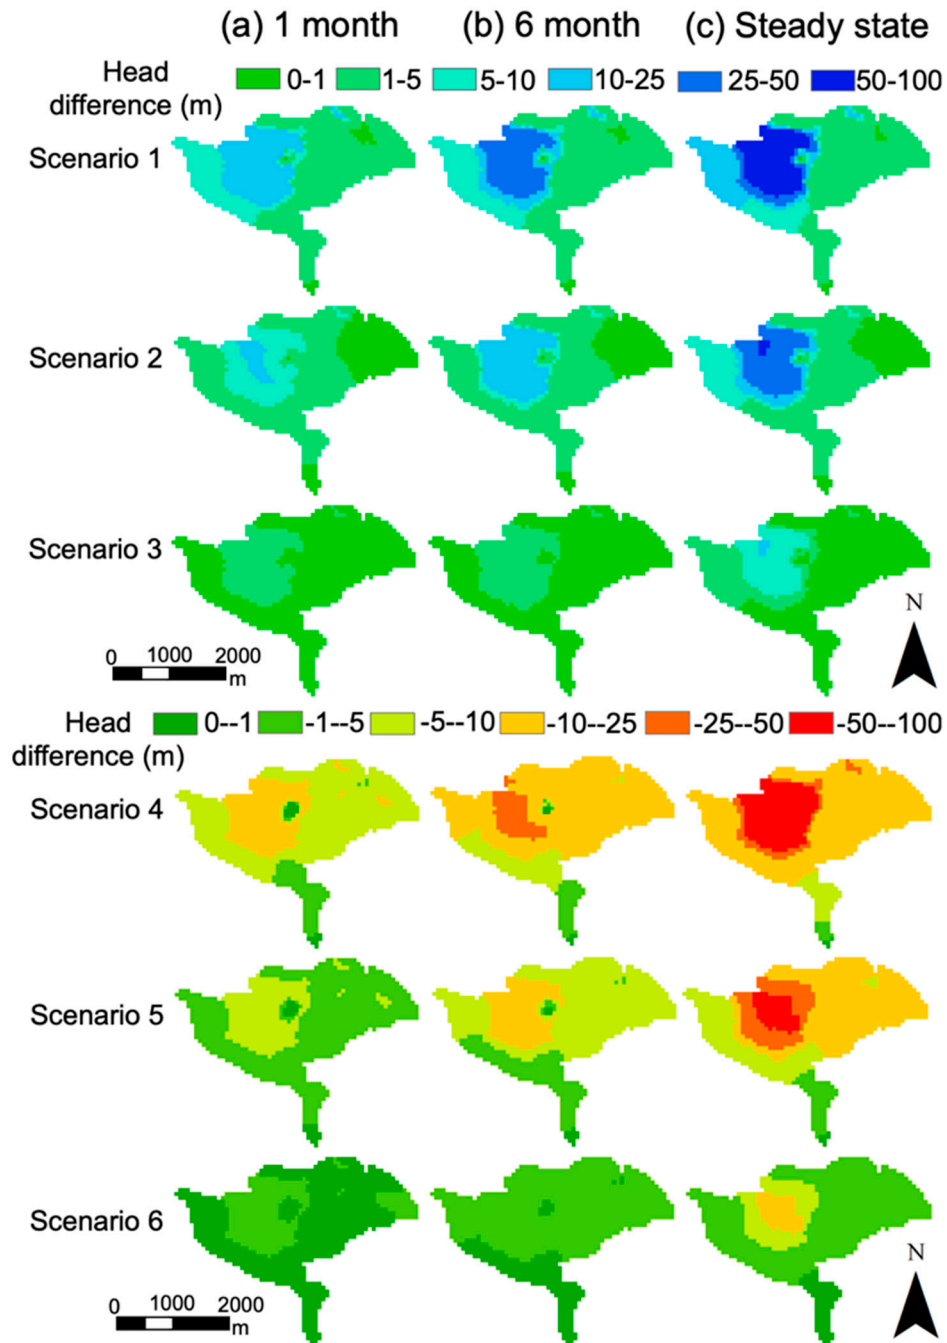 (a) 1 month (b) 6 month (c) Steady state
Head difference (m) 0-1 1-5 5-10 10-25 25-50 50-100
Scenario 1
Scenario 2
Scenario 3
N
0 1000 2000
m
Head difference (m) 0--1 -1--5 -5--10 -10--25 -25--50 -50--100
Scenario 4
Scenario 5
Scenario 6
N
0 1000 2000
m